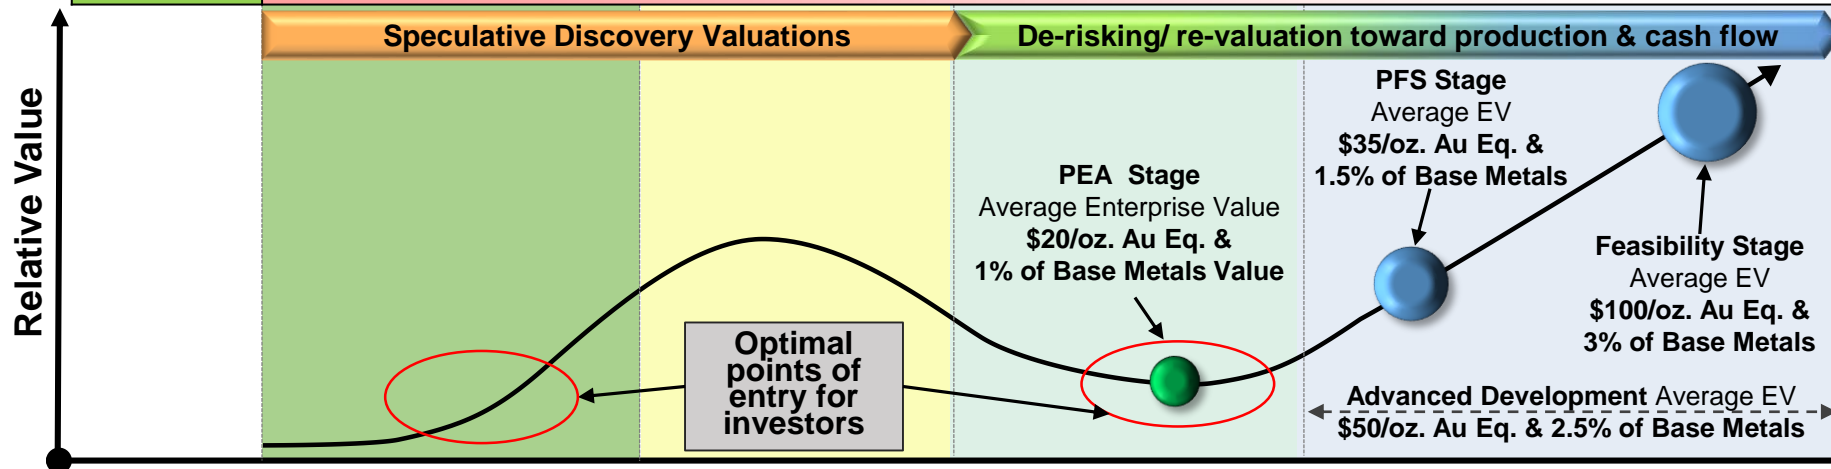 Speculative Discovery Valuations
De-risking/ re-valuation toward production & cash flow
Relative Value
PFS Stage
Average EV
$35/oz. Au Eq. &
1.5% of Base Metals
PEA Stage
Average Enterprise Value
$20/oz. Au Eq. &
1% of Base Metals Value
Feasibility Stage
Average EV
$100/oz. Au Eq. &
3% of Base Metals
Optimal
points of
entry for
investors
Advanced Development Average EV
$50/oz. Au Eq. & 2.5% of Base Metals